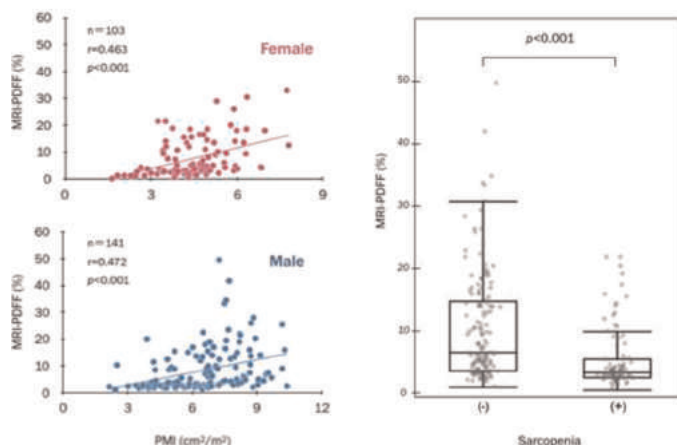 60
50
40
30
20
10
0
MRI-PDFF (%)
n=103
r=0.463
p<0.001
Female
0 3 6 9
60
50
40
30
20
10
0
MRI-PDFF (%)
n=141
r=0.472
p<0.001
Male
0 3 6 9 12
PMI (cm²/m²)
p<0.001
50
40
30
20
10
0
MRI-PDFF (%)
(-) (+)
Sarcopenia